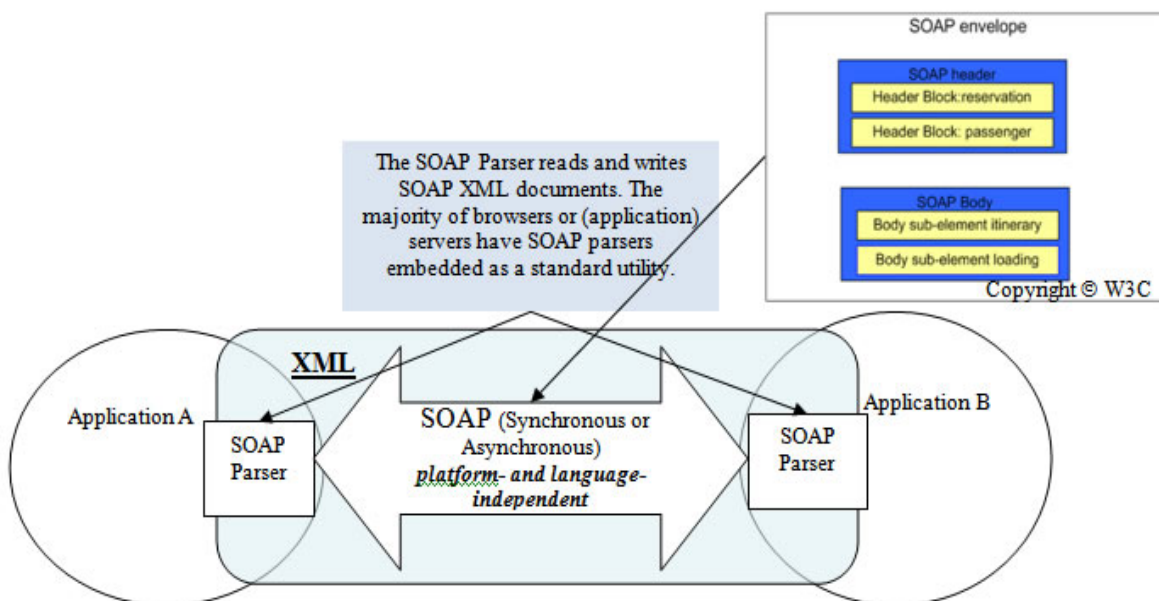 SOAP envelope
SOAP header
Header Block:reservation
Header Block: passenger
SOAP Body
Body sub-element itinerary
Body sub-element loading
Copyright © W3C
The SOAP Parser reads and writes
SOAP XML documents. The
majority of browsers or (application)
servers have SOAP parsers
embedded as a standard utility.
XML
Application A
SOAP
Parser
SOAP (Synchronous or
Asynchronous)
platform- and language-
independent
Application B
SOAP
Parser